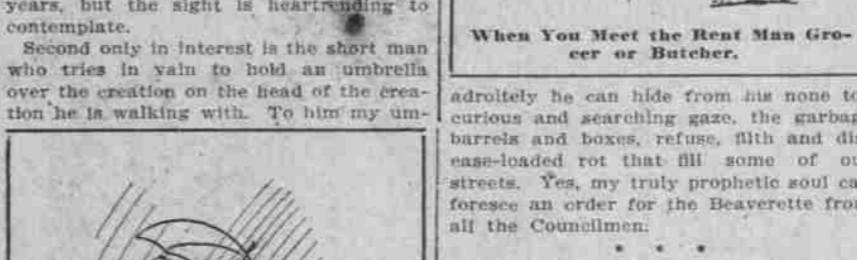 years, but the sight is heartrending to
contemplate.
Second only in interest is the short man
who tries in vain to hold an umbrella
over the creation on the head of the crea-
tion he is walking with. To him my um-
When You Meet the Rent Man Gro-
cer or Butcher.
adroitely he can hide from his none to
curious and searching gaze, the garbag
barrels and boxes, refuse, filth and dis
ease-loaded rot that fill some of ou
streets. Yes, my truly prophetic soul ca
foresee an order for the Beaverette from
all the Councilmen.
* * *